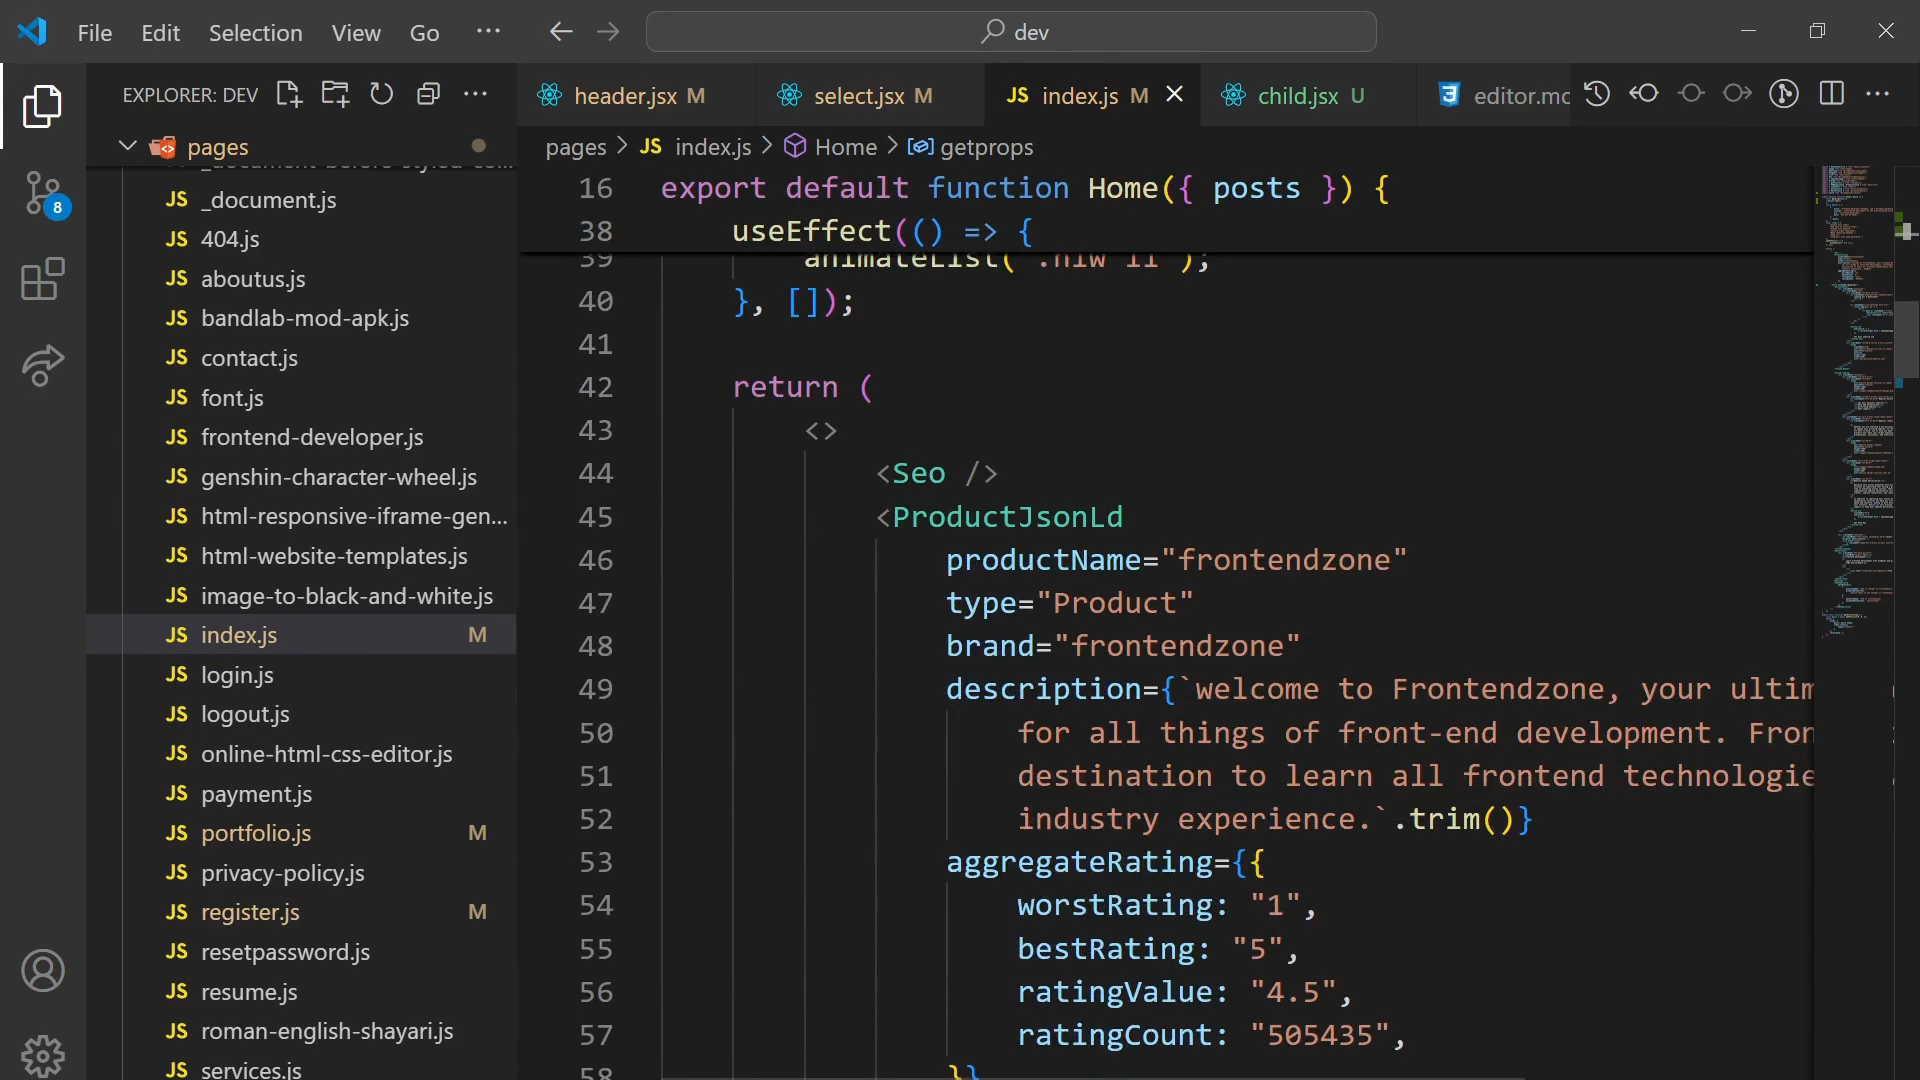 File Edit Selection View Go ···
dev
EXPLORER: DEV
header.jsx M
select.jsx M
JS index.js M
child.jsx U
pages
pages > JS index.js > Home > getprops
JS _document.js
JS 404.js
JS aboutus.js
JS bandlab-mod-apk.js
JS contact.js
JS font.js
JS frontend-developer.js
JS genshin-character-wheel.js
JS html-responsive-iframe-gen...
JS html-website-templates.js
JS image-to-black-and-white.js
JS index.js M
JS login.js
JS logout.js
JS online-html-css-editor.js
JS payment.js
JS portfolio.js M
JS privacy-policy.js
JS register.js M
JS resetpassword.js
JS resume.js
JS roman-english-shayari.js
JS services.js
8
16 export default function Home({ posts }) {
38 useEffect(() => {
39
40 }, []);
41
42 return (
43 <>
44 <Seo />
45 <ProductJsonLd
46 productName="frontendzone"
47 type="Product"
48 brand="frontendzone"
49 description={`welcome to Frontendzone, your ultim
50 for all things of front-end development. Fron
51 destination to learn all frontend technologie
52 industry experience.`.trim()}
53 aggregateRating={{
54 worstRating: "1",
55 bestRating: "5",
56 ratingValue: "4.5",
57 ratingCount: "505435",
58 }}